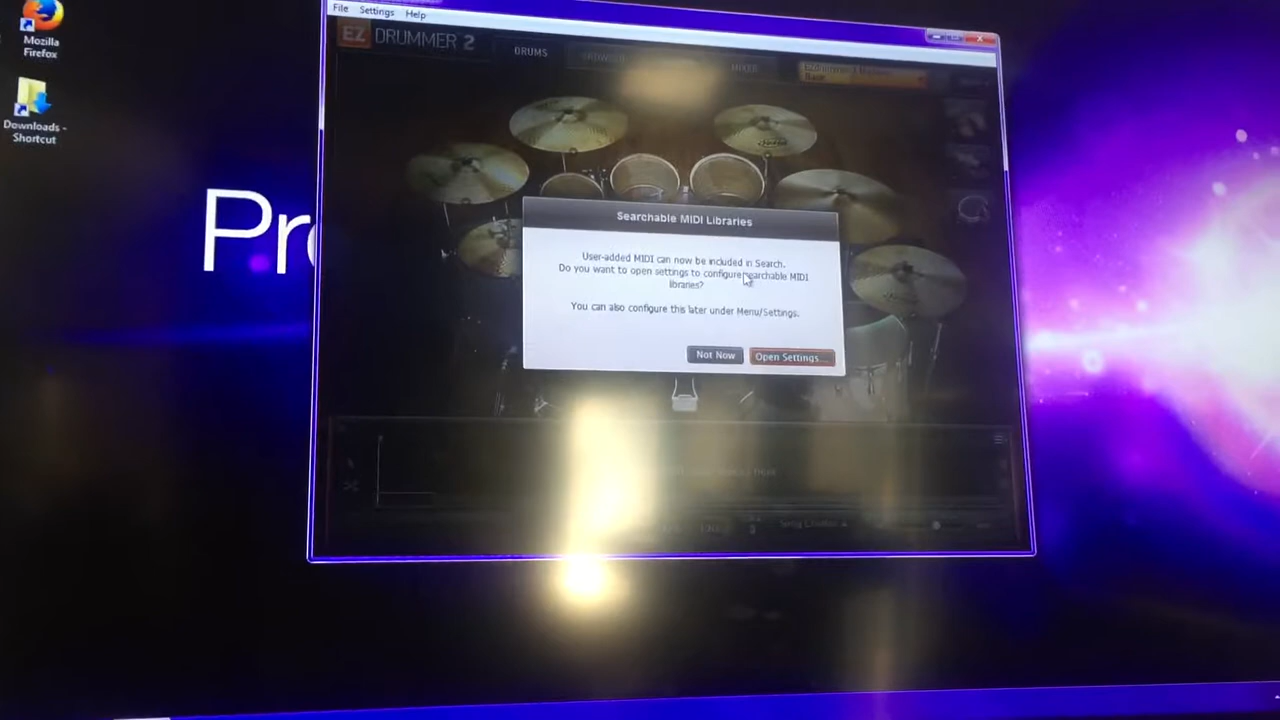 Mozilla
Firefox
Downloads -
Shortcut
Pr
File Settings Help
EZ DRUMMER 2
DRUMS
MIXER
Searchable MIDI Libraries
User-added MIDI can now be included in Search.
Do you want to open settings to configure searchable MIDI
libraries?
You can also configure this later under Menu/Settings.
Not Now
Open Settings...